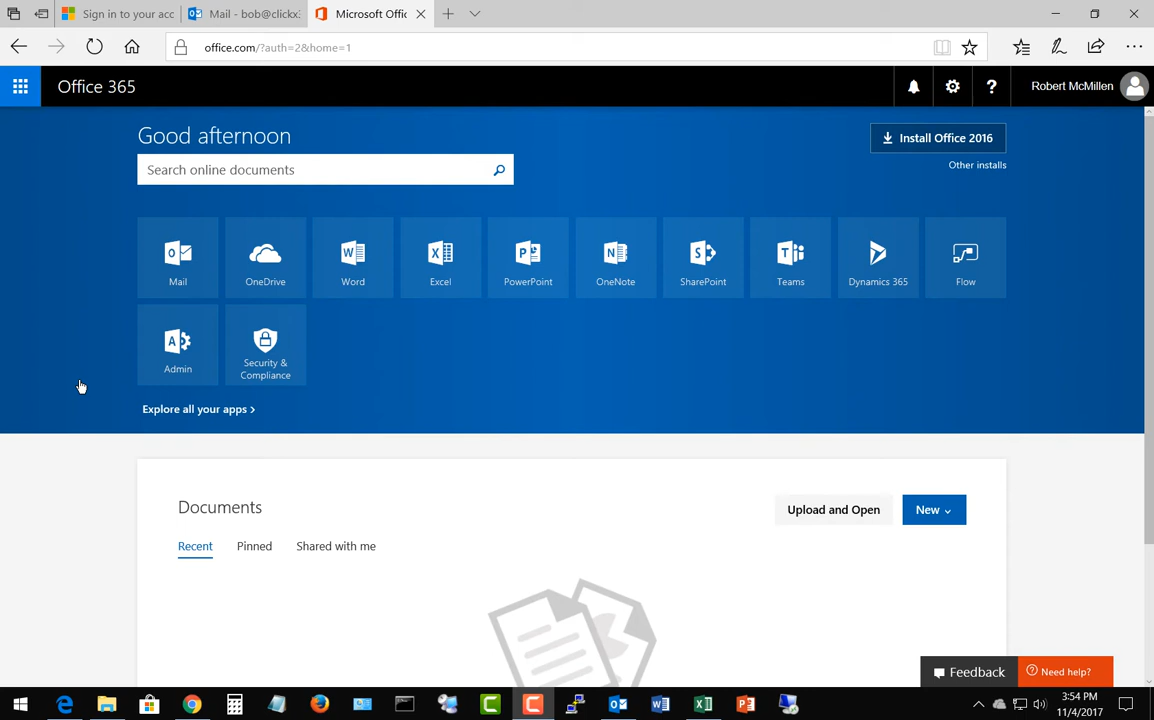 Sign in to your acc
Mail - bob@clickx
Microsoft Offic
office.com/?auth=2&home=1
Office 365
Robert McMillen
Good afternoon
Install Office 2016
Search online documents
Other installs
Mail
OneDrive
Word
Excel
PowerPoint
OneNote
SharePoint
Teams
Dynamics 365
Flow
Admin
Security &
Compliance
Explore all your apps >
Documents
Upload and Open
New
Recent
Pinned
Shared with me
Feedback
Need help?
3:54 PM
11/4/2017